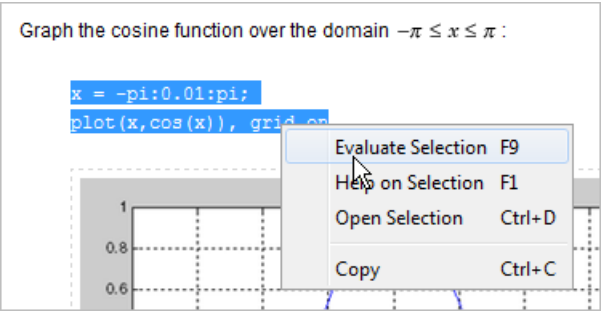 Graph the cosine function over the domain −π ≤ x ≤ π :
x = -pi:0.01:pi;
plot(x,cos(x)), grid on
Evaluate Selection F9
Help on Selection F1
Open Selection Ctrl+D
Copy Ctrl+C
1
0.8
0.6